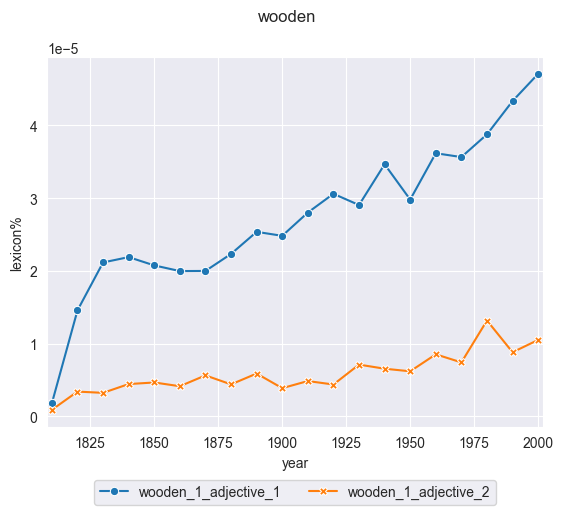 wooden
1e−5
4
3
2
1
0
lexicon%
1825 1850 1875 1900 1925 1950 1975 2000
year
wooden_1_adjective_1 wooden_1_adjective_2